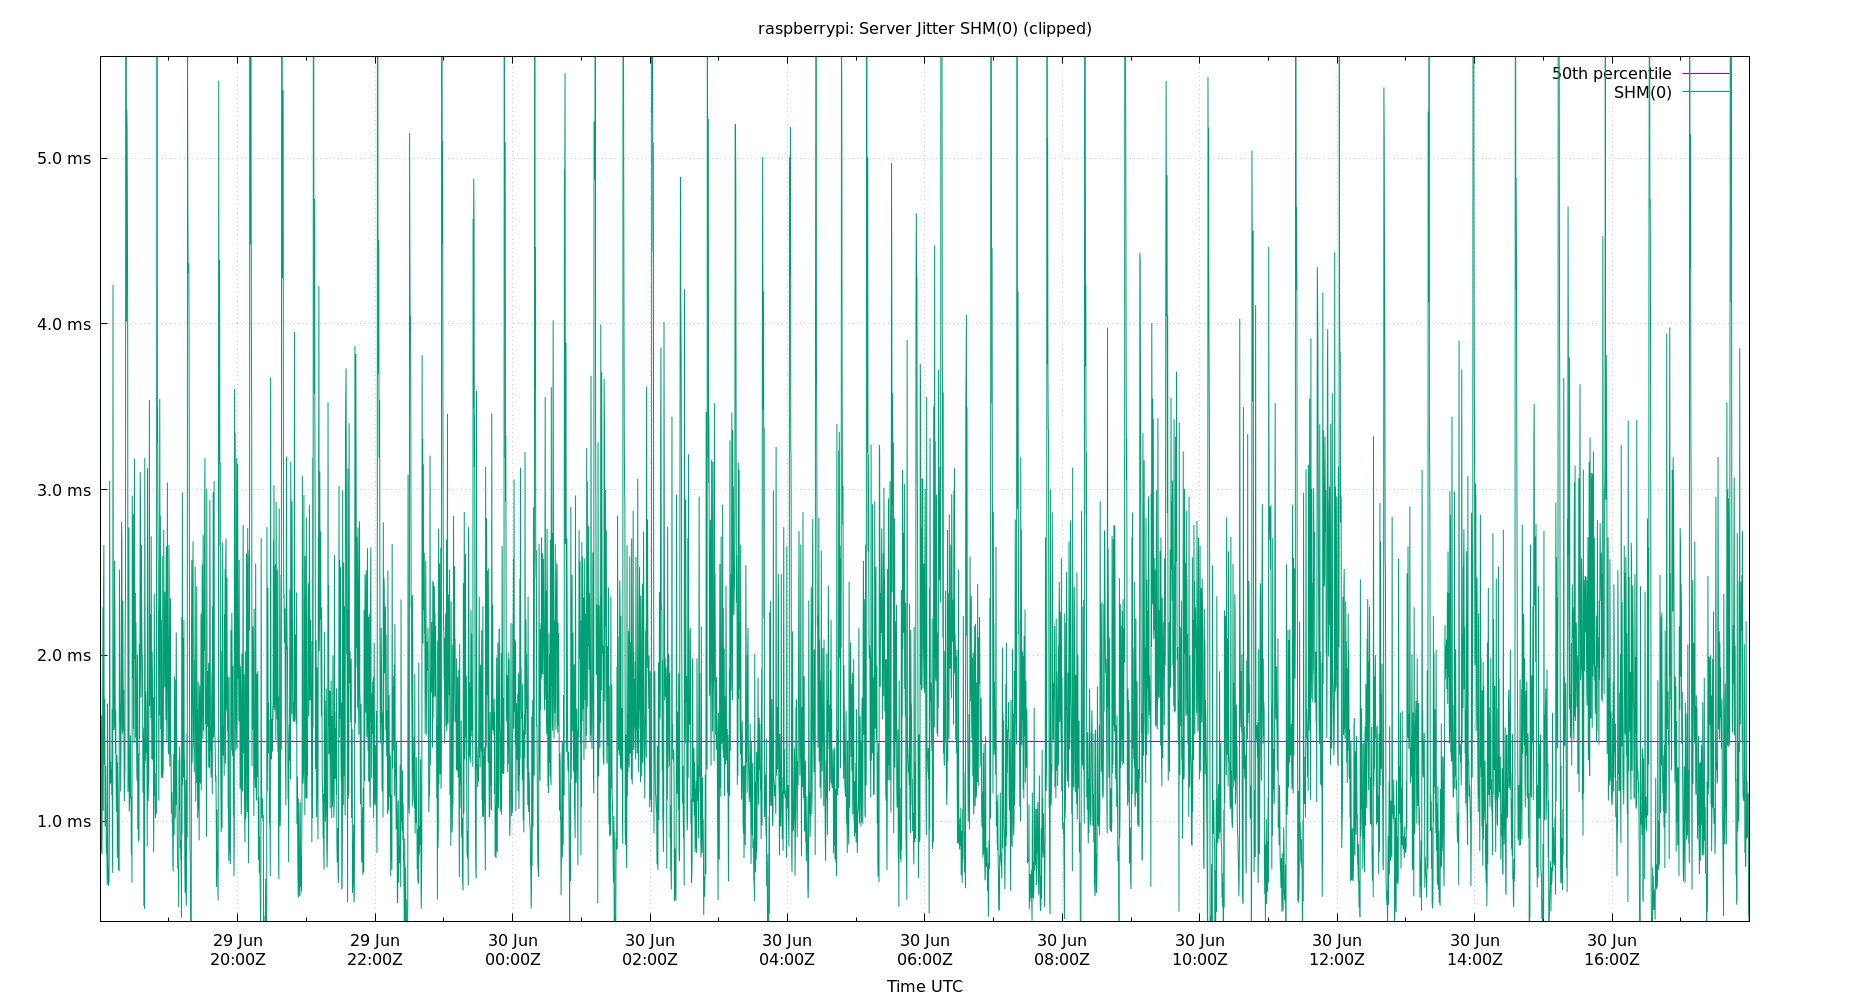 raspberrypi: Server Jitter SHM(0) (clipped)
50th percentile
SHM(0)
5.0 ms
4.0 ms
3.0 ms
2.0 ms
1.0 ms
29 Jun 29 Jun 30 Jun 30 Jun 30 Jun 30 Jun 30 Jun 30 Jun 30 Jun 30 Jun 30 Jun
20:00Z 22:00Z 00:00Z 02:00Z 04:00Z 06:00Z 08:00Z 10:00Z 12:00Z 14:00Z 16:00Z
Time UTC